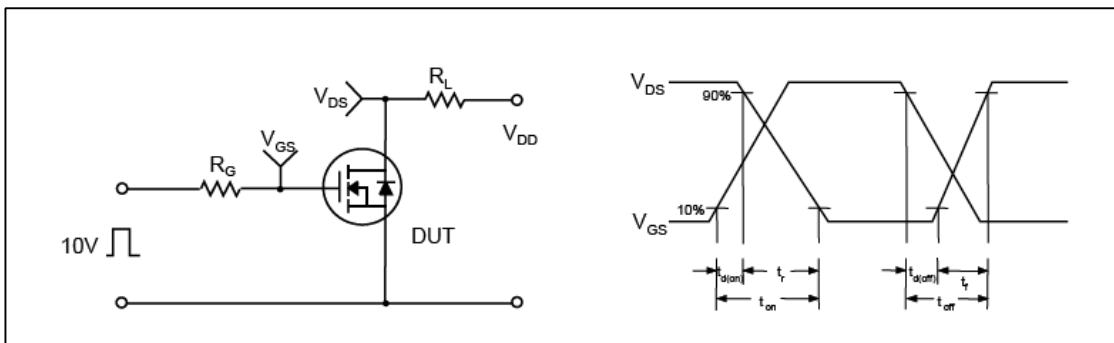 R_L
V_DS
V_DD
V_GS
R_G
10V
DUT
V_DS
90%
10%
V_GS
t_d(on)
t_r
t_on
t_d(off)
t_f
t_off